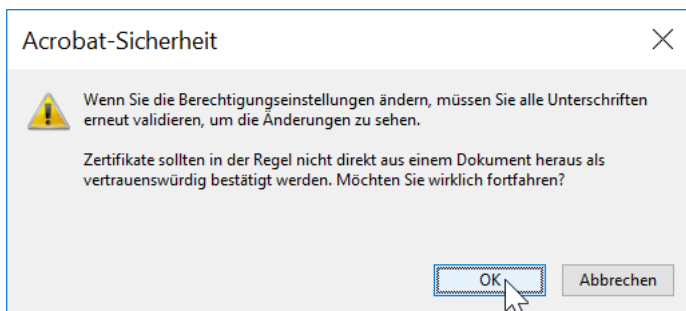 Acrobat-Sicherheit
Wenn Sie die Berechtigungseinstellungen ändern, müssen Sie alle Unterschriften
erneut validieren, um die Änderungen zu sehen.
Zertifikate sollten in der Regel nicht direkt aus einem Dokument heraus als
vertrauenswürdig bestätigt werden. Möchten Sie wirklich fortfahren?
OK
Abbrechen